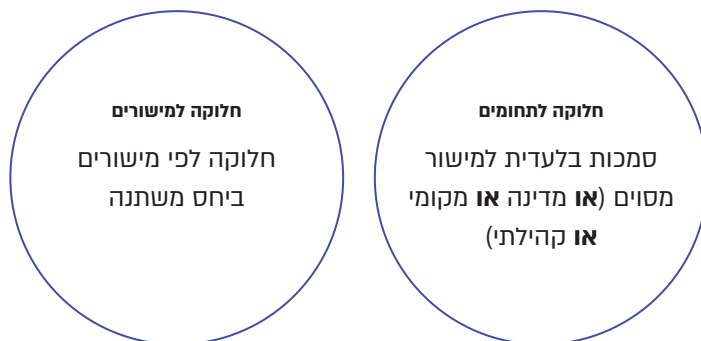 חלוקה לתחומים
סמכות בלעדית למישור
מסוים (או מדינה או מקומי
או קהילתי)
חלוקה למישורים
חלוקה לפי מישורים
ביחס משתנה